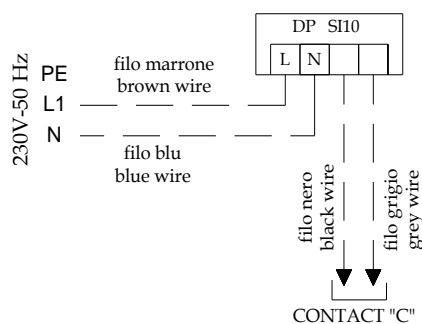 DP SI10
L N
230V-50 Hz
PE
L1
N
filo marrone
brown wire
filo blu
blue wire
filo nero
black wire
filo grigio
grey wire
CONTACT "C"